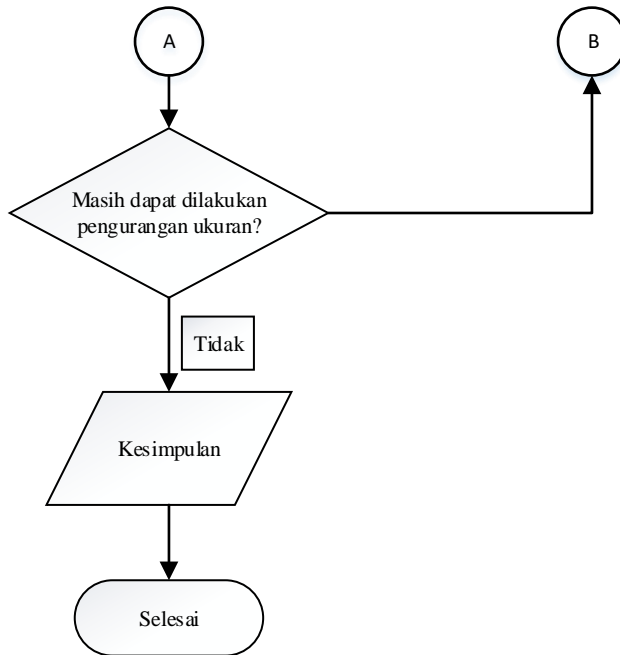 A
B
Masih dapat dilakukan
pengurangan ukuran?
Tidak
Kesimpulan
Selesai